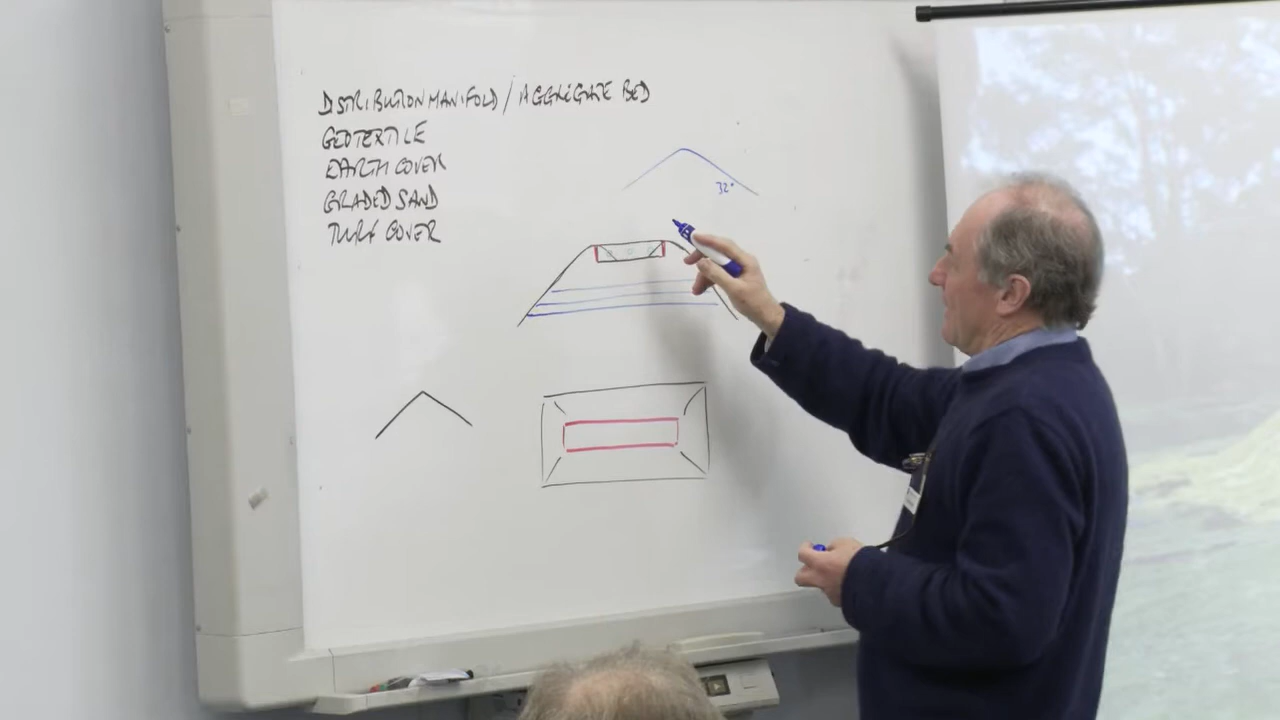 DISTRIBUTION MANIFOLD / AGGREGATE BED
GEOTEXTILE
EARTH COVER
GRADED SAND
TURF COVER
32°